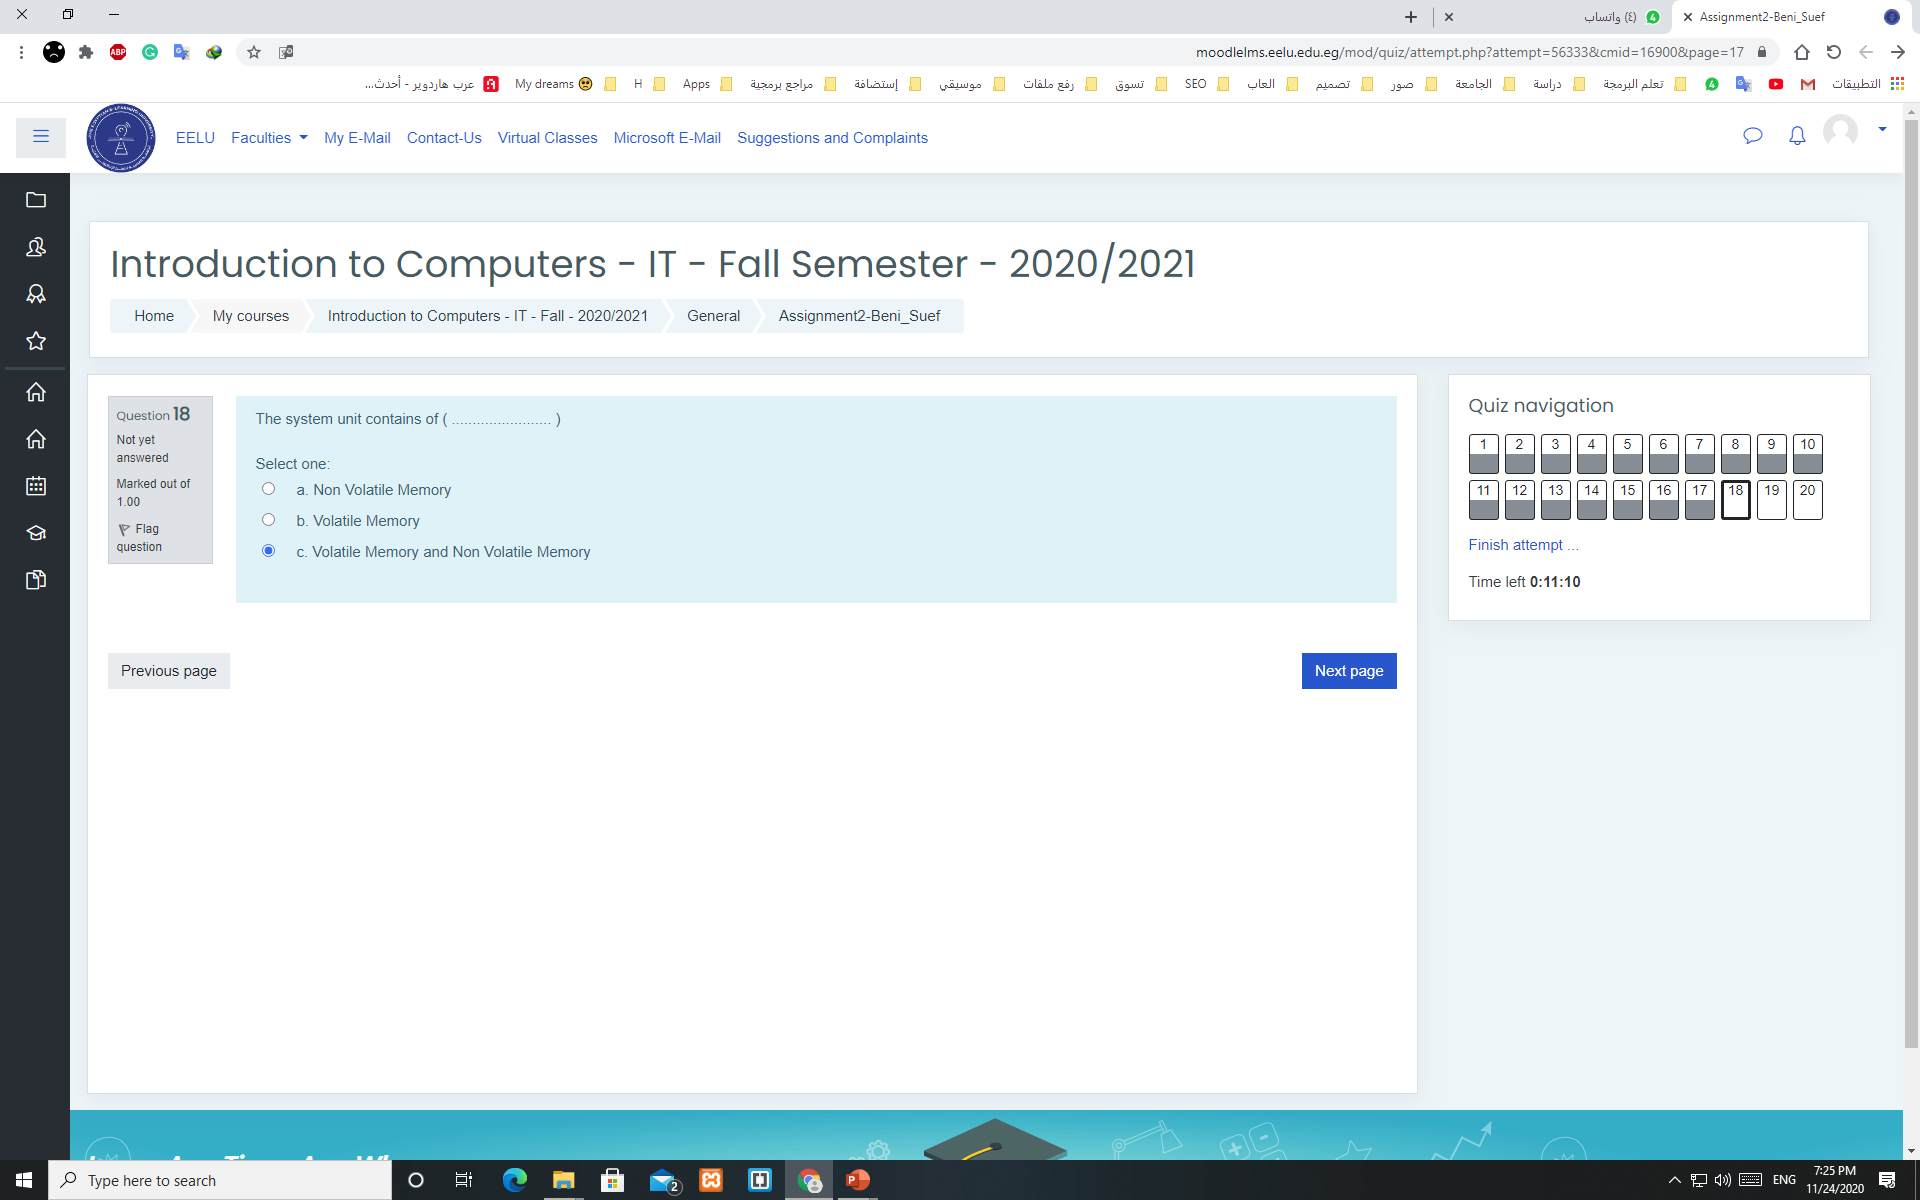 (٤) واتساب
Assignment2-Beni_Suef
moodlelms.eelu.edu.eg/mod/quiz/attempt.php?attempt=56333&cmid=16900&page=17
ABP
عرب هاردوير - أحدث...
My dreams
H
Apps
مراجع برمجية
إستضافة
موسيقي
رفع ملفات
تسوق
SEO
العاب
تصميم
صور
الجامعة
دراسة
تعلم البرمجة
التطبيقات
EELU
Faculties
My E-Mail
Contact-Us
Virtual Classes
Microsoft E-Mail
Suggestions and Complaints
Introduction to Computers - IT - Fall Semester - 2020/2021
Home
My courses
Introduction to Computers - IT - Fall - 2020/2021
General
Assignment2-Beni_Suef
Question 18
Not yet
answered
Marked out of
1.00
Flag
question
The system unit contains of ( ........................ )
Select one:
a. Non Volatile Memory
b. Volatile Memory
c. Volatile Memory and Non Volatile Memory
Previous page
Next page
Quiz navigation
1 2 3 4 5 6 7 8 9 10
11 12 13 14 15 16 17 18 19 20
Finish attempt ...
Time left 0:11:10
Type here to search
2
ENG
7:25 PM
11/24/2020